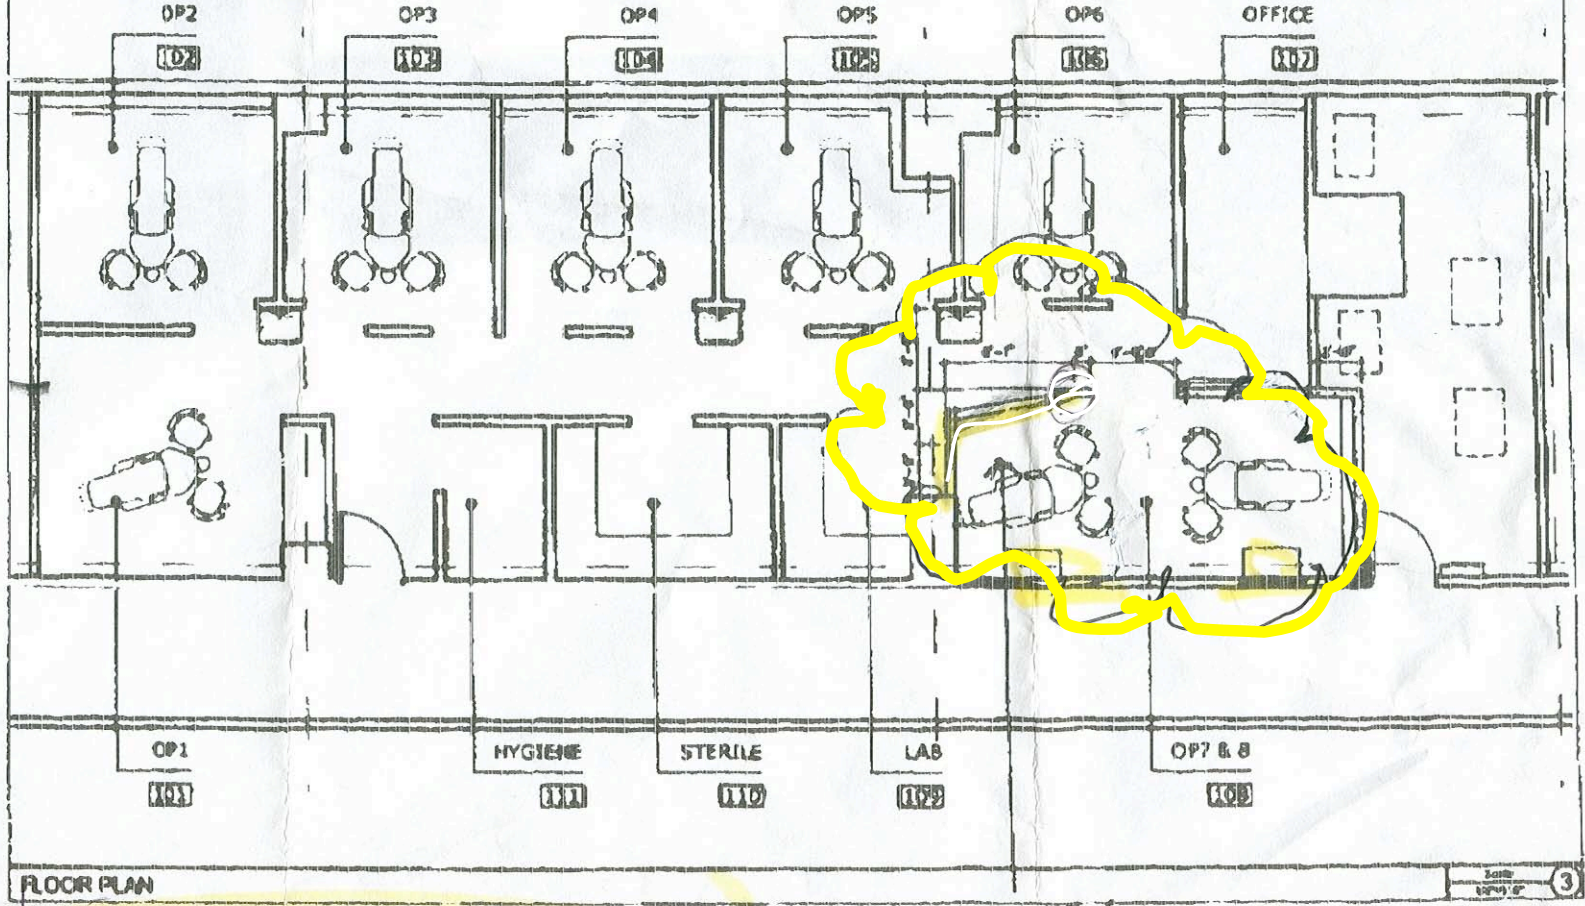 OP2
102
OP3
103
OP4
104
OP5
105
OP6
106
OFFICE
107
OP1
101
HYGIENE
111
STERILE
110
LAB
109
OP7 & 8
108
FLOOR PLAN
3